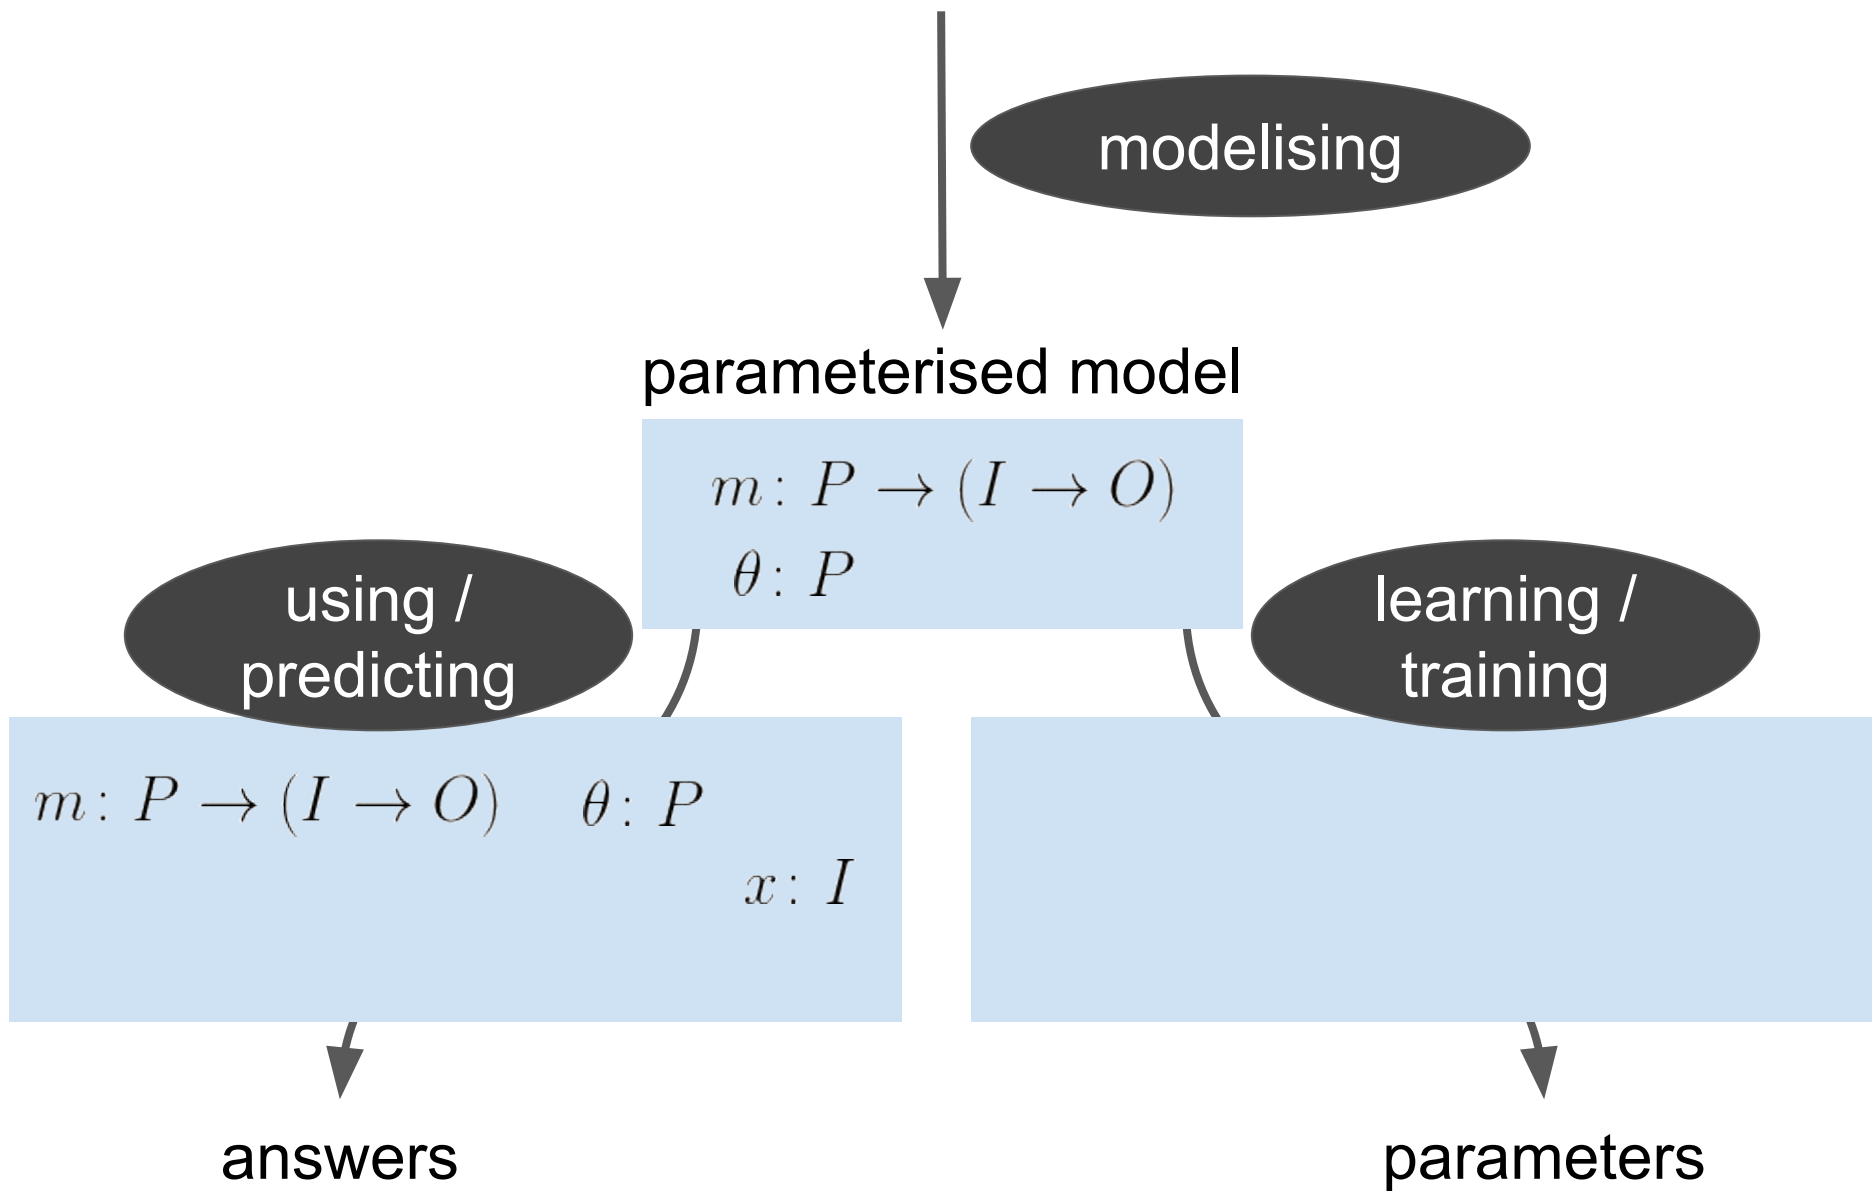 modelising
parameterised model
m: P → (I → O)
θ: P
using /
predicting
learning /
training
m: P → (I → O) θ: P
x: I
answers
parameters